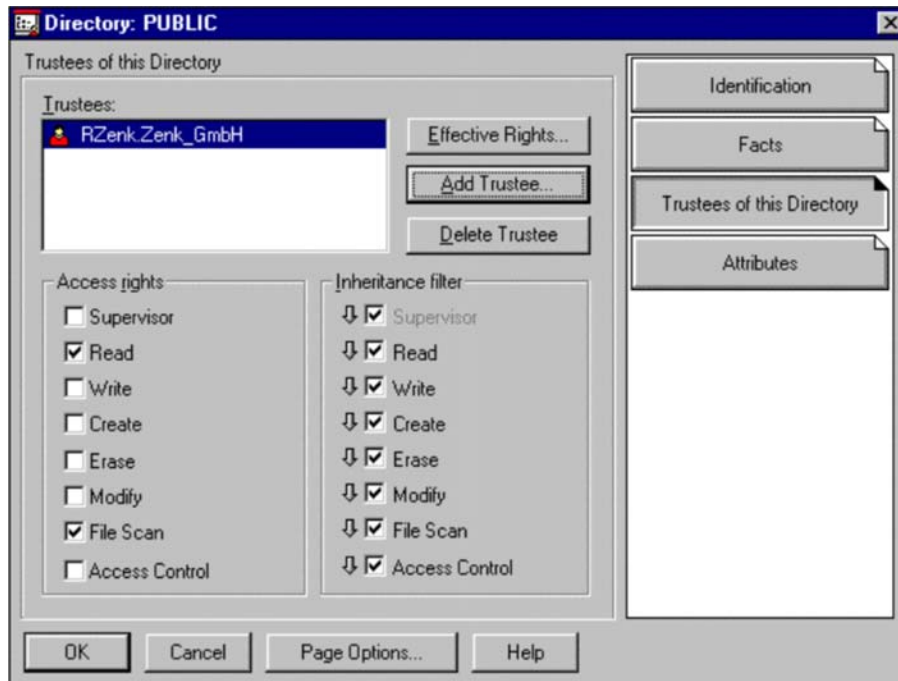 Directory: PUBLIC
Trustees of this Directory
Trustees:
RZenk.Zenk_GmbH
Effective Rights...
Add Trustee...
Delete Trustee
Access rights
Supervisor
Read
Write
Create
Erase
Modify
File Scan
Access Control
Inheritance filter
Supervisor
Read
Write
Create
Erase
Modify
File Scan
Access Control
Identification
Facts
Trustees of this Directory
Attributes
OK
Cancel
Page Options...
Help